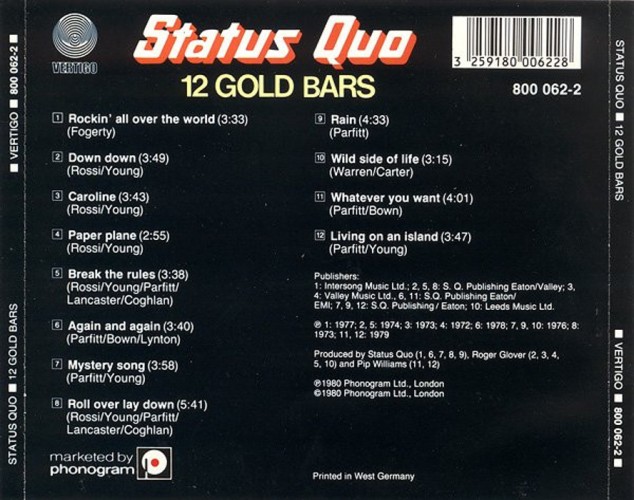 VERTIGO
Status Quo
12 GOLD BARS
3 259180 006228
800 062-2
1 Rockin' all over the world (3:33)
(Fogerty)
2 Down down (3:49)
(Rossi/Young)
3 Caroline (3:43)
(Rossi/Young)
4 Paper plane (2:55)
(Rossi/Young)
5 Break the rules (3:38)
(Rossi/Young/Parfitt/
Lancaster/Coghlan)
6 Again and again (3:40)
(Parfitt/Bown/Lynton)
7 Mystery song (3:58)
(Parfitt/Young)
8 Roll over lay down (5:41)
(Rossi/Young/Parfitt/
Lancaster/Coghlan)
marketed by
phonogram
9 Rain (4:33)
(Parfitt)
10 Wild side of life (3:15)
(Warren/Carter)
11 Whatever you want (4:01)
(Parfitt/Bown)
12 Living on an island (3:47)
(Parfitt/Young)
Publishers:
1: Intersong Music Ltd.; 2, 5, 8: S. Q. Publishing Eaton/Valley; 3,
4: Valley Music Ltd., 6, 11: S.Q. Publishing/Eaton/
EMI; 7, 9, 12: S.Q. Publishing / Eaton; 10: Leeds Music Ltd.
℗ 1: 1977; 2, 5: 1974; 3: 1973; 4: 1972; 6: 1978; 7, 9, 10: 1976; 8:
1973; 11, 12: 1979
Produced by Status Quo (1, 6, 7, 8, 9), Roger Glover (2, 3, 4,
5, 10) and Pip Williams (11, 12)
℗1980 Phonogram Ltd., London
©1980 Phonogram Ltd., London
Printed in West Germany
STATUS QUO ■ 12 GOLD BARS ■ VERTIGO ■ 800 062-2 ■
STATUS QUO ■ 12 GOLD BARS ■ VERTIGO ■ 800 062-2 ■